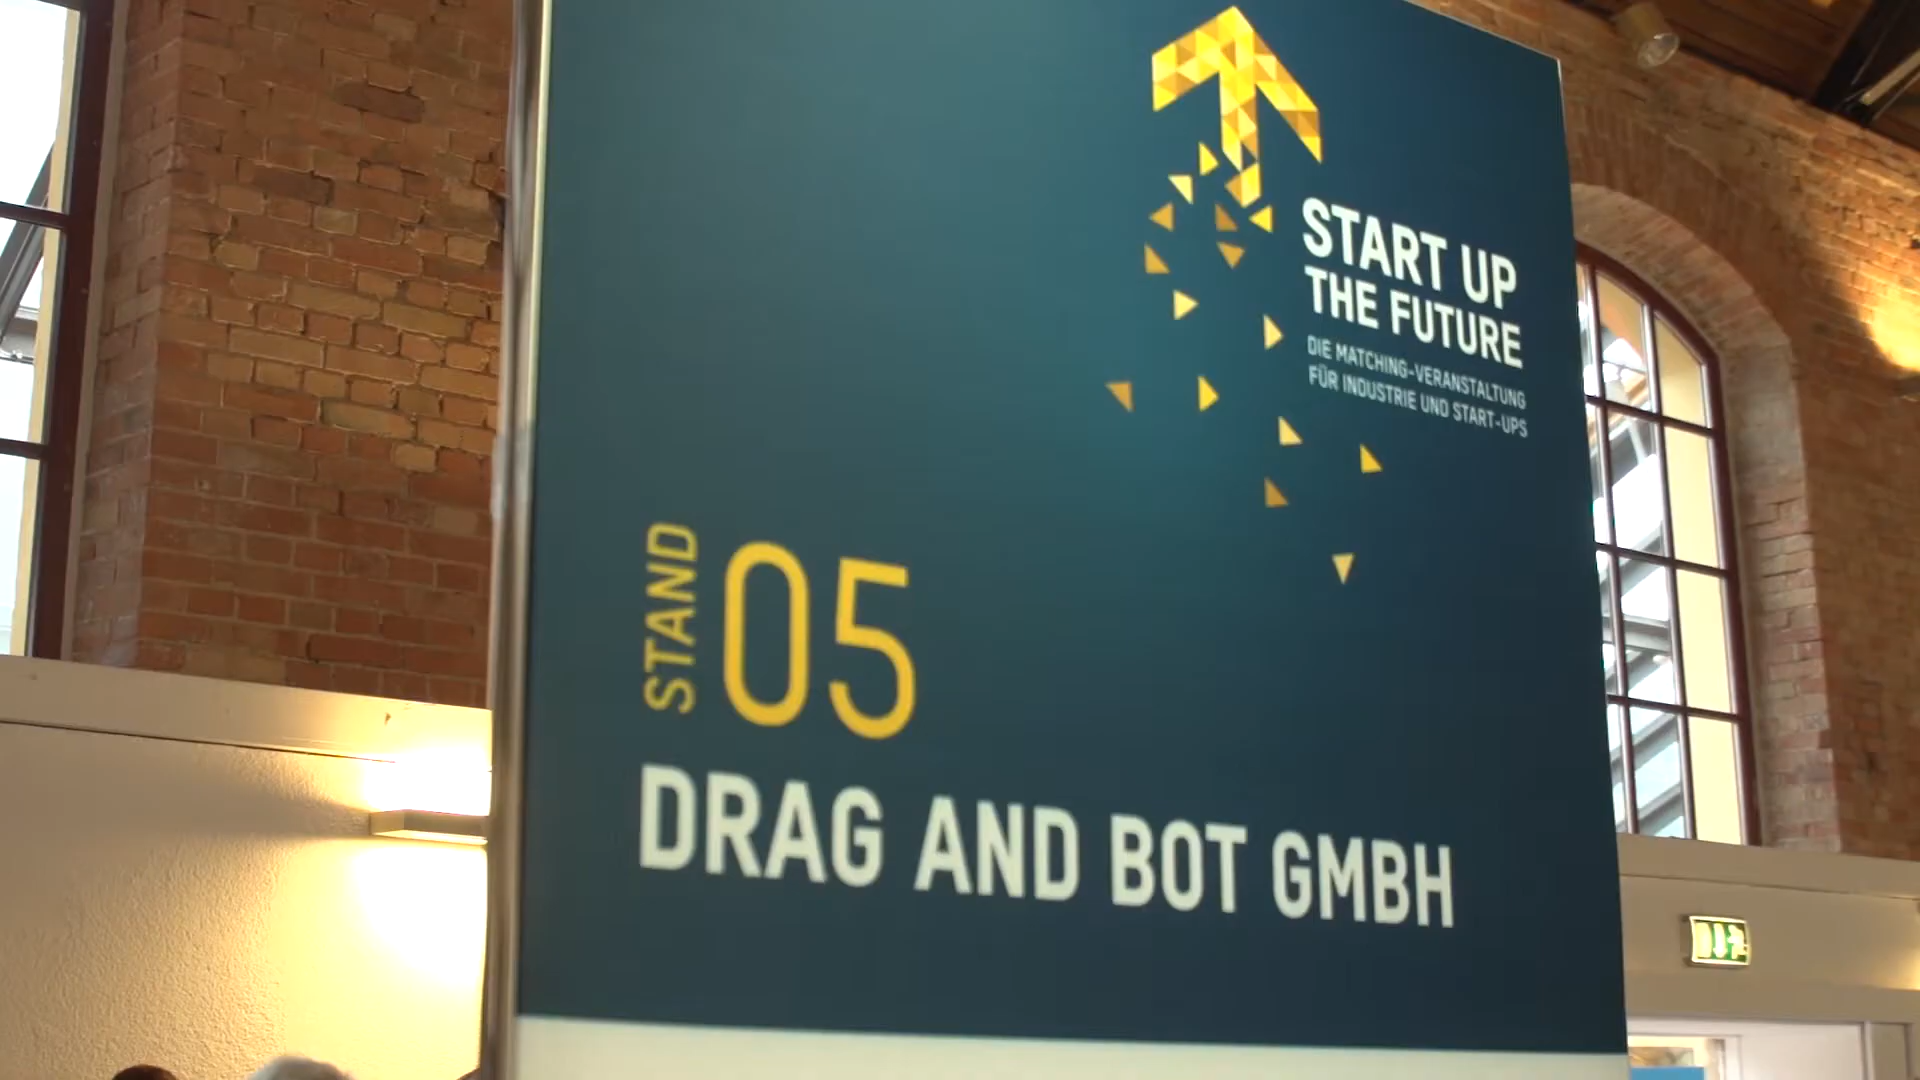 START UP
THE FUTURE
DIE MATCHING-VERANSTALTUNG
FÜR INDUSTRIE UND START-UPS
STAND
05
DRAG AND BOT GMBH